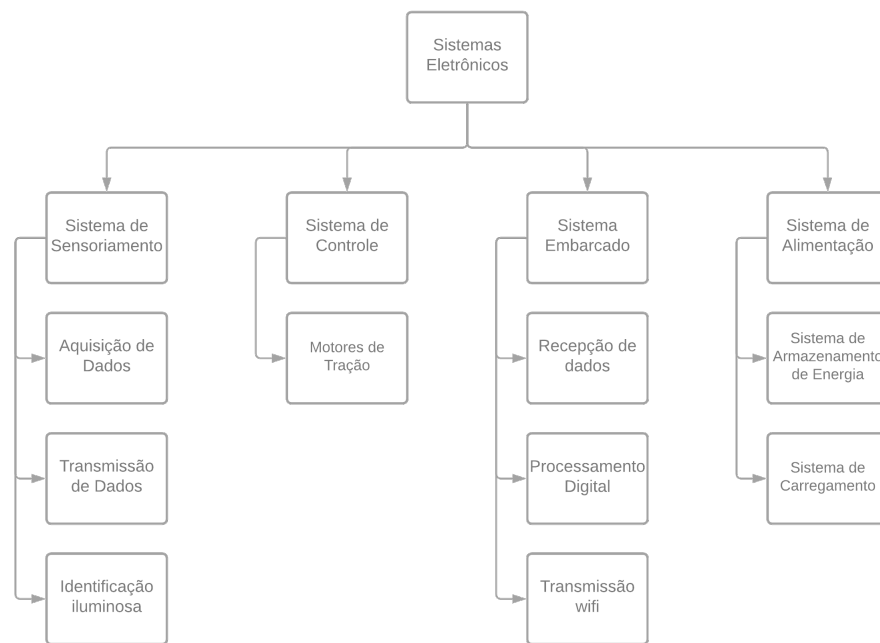 Sistemas
Eletrônicos
Sistema de
Sensoriamento
Sistema de
Controle
Sistema
Embarcado
Sistema de
Alimentação
Aquisição de
Dados
Motores de
Tração
Recepção de
dados
Sistema de
Armazenamento
de Energia
Transmissão
de Dados
Processamento
Digital
Sistema de
Carregamento
Identificação
iluminosa
Transmissão
wifi